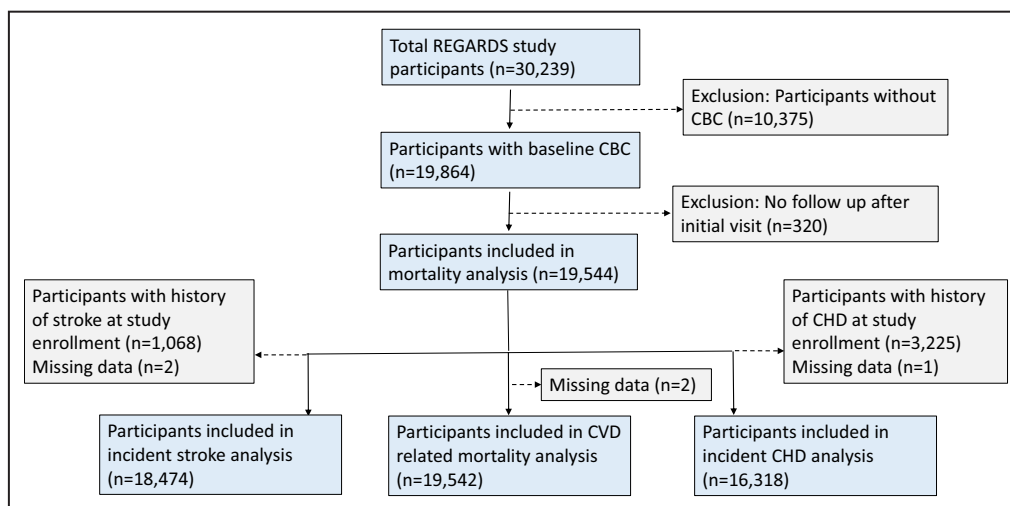 Total REGARDS study
participants (n=30,239)
Exclusion: Participants without
CBC (n=10,375)
Participants with baseline CBC
(n=19,864)
Exclusion: No follow up after
initial visit (n=320)
Participants included in
mortality analysis (n=19,544)
Participants with history
of stroke at study
enrollment (n=1,068)
Missing data (n=2)
Participants with history
of CHD at study
enrollment (n=3,225)
Missing data (n=1)
Missing data (n=2)
Participants included in
incident stroke analysis
(n=18,474)
Participants included in CVD
related mortality analysis
(n=19,542)
Participants included in
incident CHD analysis
(n=16,318)